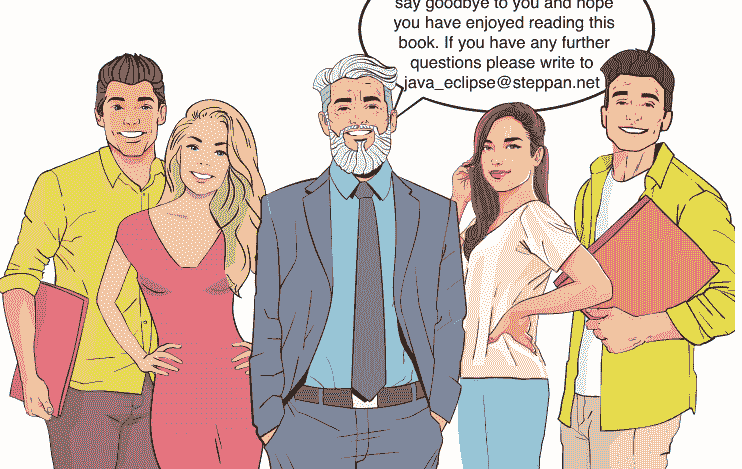 say goodbye to you and hope
you have enjoyed reading this
book. If you have any further
questions please write to
java_eclipse@steppan.net